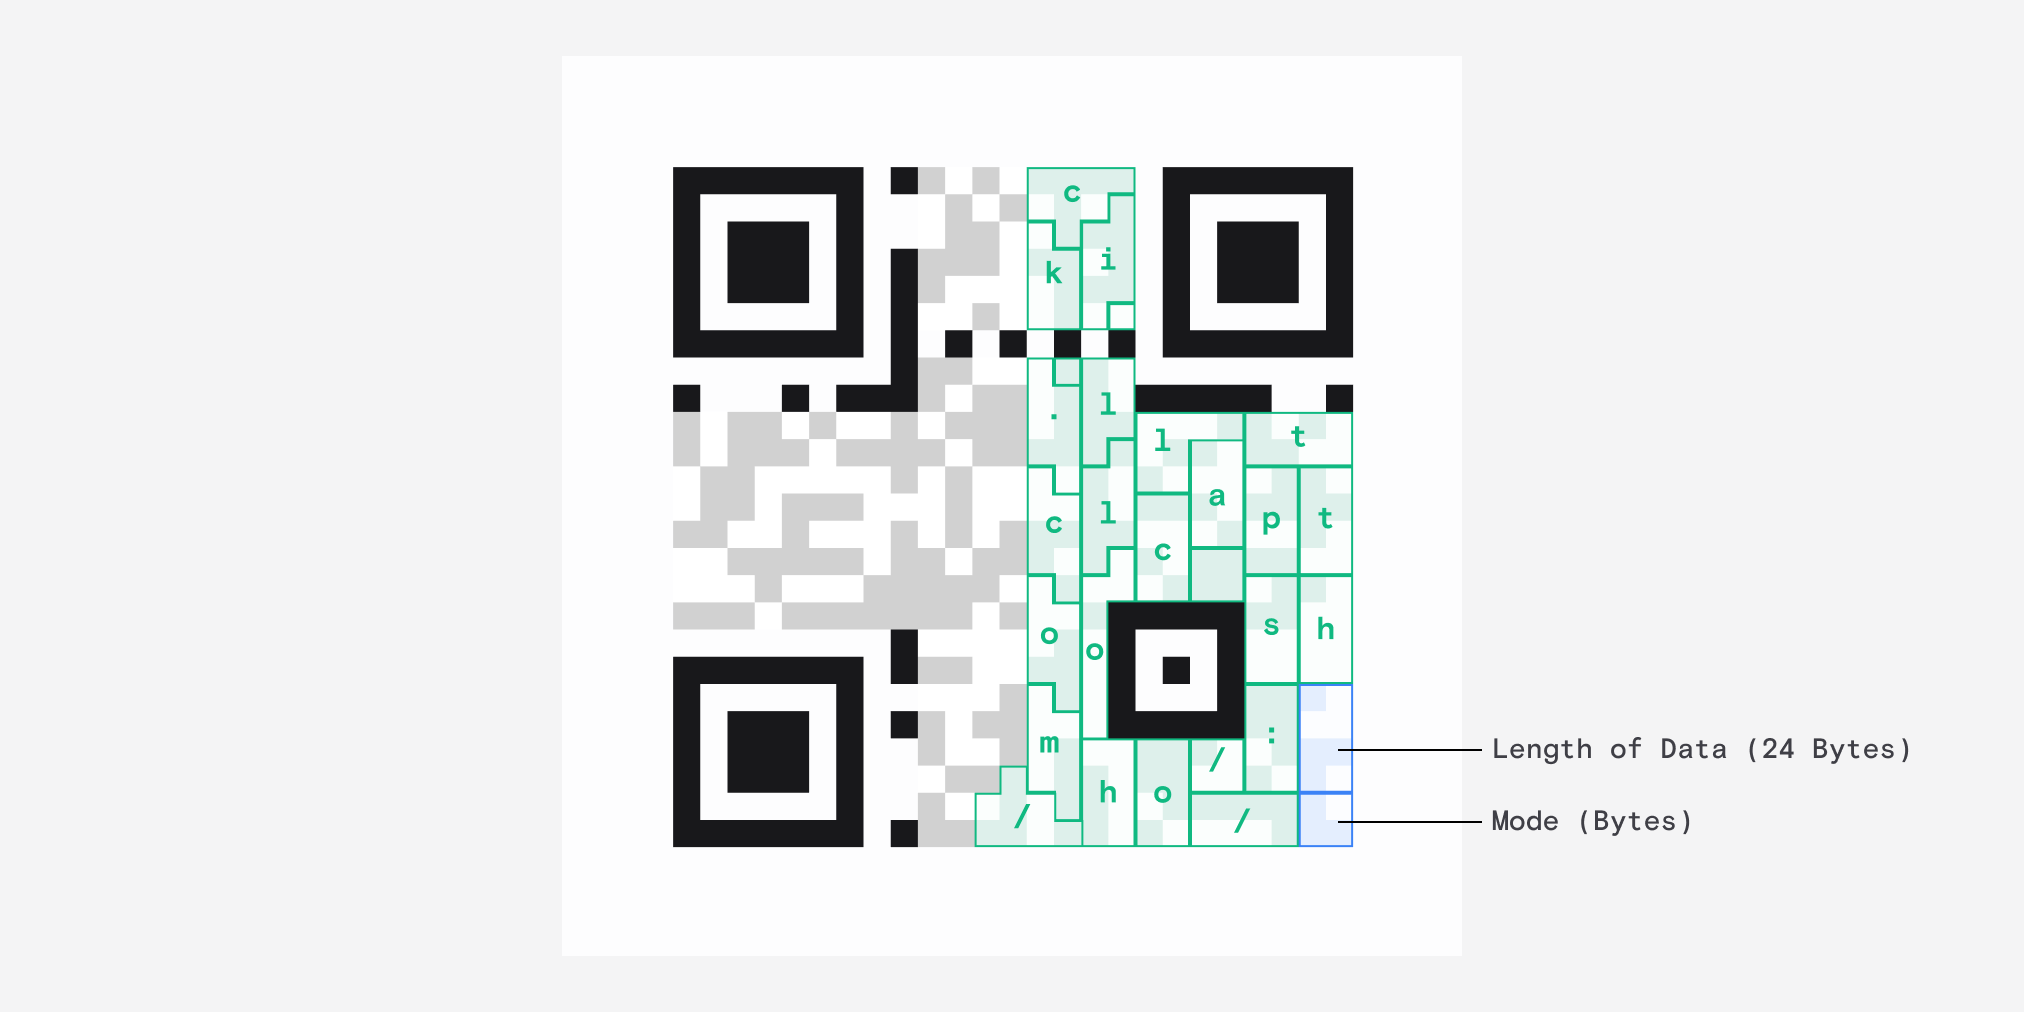 c
k i
. l l t
a
c l p t
c
o o s h
m / :
Length of Data (24 Bytes)
h o
/ /
Mode (Bytes)